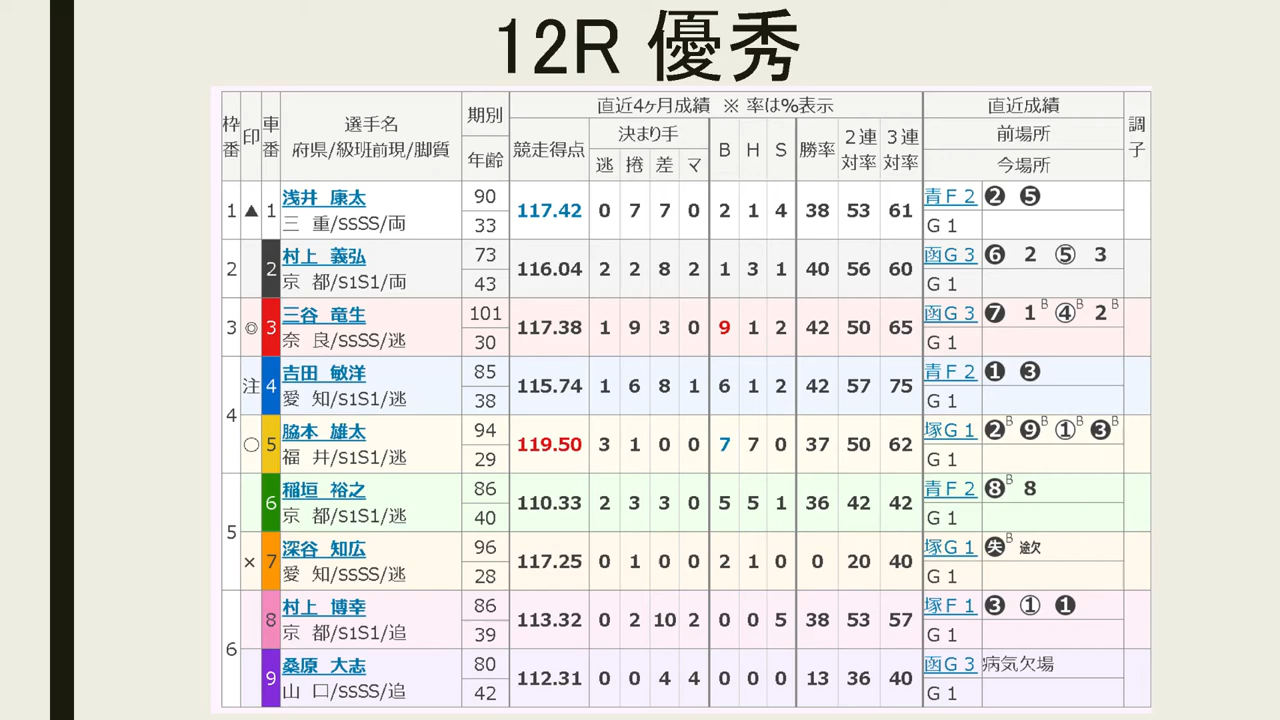 12R 優秀
枠番 印 車番 選手名 府県/級班前現/脚質 期別 年齢 直近4ヶ月成績 ※ 率は%表示 直近成績 調子
競走得点 決まり手 B H S 勝率 2連対率 3連対率 前場所
逃 捲 差 マ 今場所
1 ▲ 1 浅井 康太 90 117.42 0 7 7 0 2 1 4 38 53 61 青F2 ❷ ❺
三 重/SSSS/両 33 G1
2 2 村上 義弘 73 116.04 2 2 8 2 1 3 1 40 56 60 函G3 ❻ 2 ⑤ 3
京 都/S1S1/両 43 G1
3 ◎ 3 三谷 竜生 101 117.38 1 9 3 0 9 1 2 42 50 65 函G3 ❼ 1B ④B 2B
奈 良/SSSS/逃 30 G1
4 注 4 吉田 敏洋 85 115.74 1 6 8 1 6 1 2 42 57 75 青F2 ❶ ❸
愛 知/S1S1/逃 38 G1
○ 5 脇本 雄太 94 119.50 3 1 0 0 7 7 0 37 50 62 塚G1 ❷B ❾ ①B ❸B
福 井/S1S1/逃 29 G1
5 6 稲垣 裕之 86 110.33 2 3 3 0 5 5 1 36 42 42 青F2 ❽B 8
京 都/S1S1/逃 40 G1
× 7 深谷 知広 96 117.25 0 1 0 0 2 1 0 0 20 40 塚G1 失B 途欠
愛 知/SSSS/逃 28 G1
6 8 村上 博幸 86 113.32 0 2 10 2 0 0 5 38 53 57 塚F1 ❸ ① ❶
京 都/S1S1/追 39 G1
9 桑原 大志 80 112.31 0 0 4 4 0 0 0 13 36 40 函G3 病気欠場
山 口/SSSS/追 42 G1